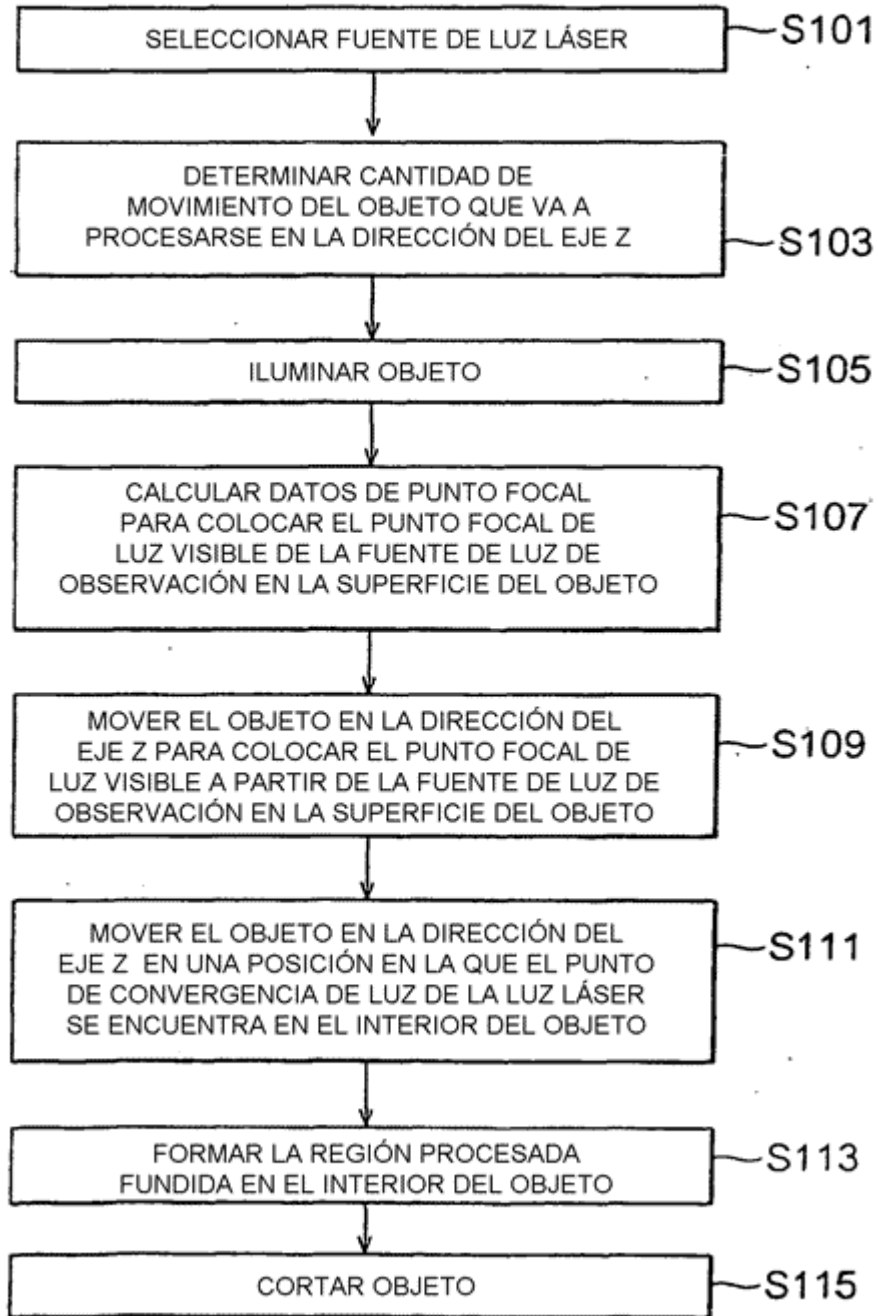 SELECCIONAR FUENTE DE LUZ LÁSER
S101
DETERMINAR CANTIDAD DE
MOVIMIENTO DEL OBJETO QUE VA A
PROCESARSE EN LA DIRECCIÓN DEL EJE Z
S103
ILUMINAR OBJETO
S105
CALCULAR DATOS DE PUNTO FOCAL
PARA COLOCAR EL PUNTO FOCAL DE
LUZ VISIBLE DE LA FUENTE DE LUZ DE
OBSERVACIÓN EN LA SUPERFICIE DEL OBJETO
S107
MOVER EL OBJETO EN LA DIRECCIÓN DEL
EJE Z PARA COLOCAR EL PUNTO FOCAL DE
LUZ VISIBLE A PARTIR DE LA FUENTE DE LUZ DE
OBSERVACIÓN EN LA SUPERFICIE DEL OBJETO
S109
MOVER EL OBJETO EN LA DIRECCIÓN DEL
EJE Z EN UNA POSICIÓN EN LA QUE EL PUNTO
DE CONVERGENCIA DE LUZ DE LA LUZ LÁSER
SE ENCUENTRA EN EL INTERIOR DEL OBJETO
S111
FORMAR LA REGIÓN PROCESADA
FUNDIDA EN EL INTERIOR DEL OBJETO
S113
CORTAR OBJETO
S115